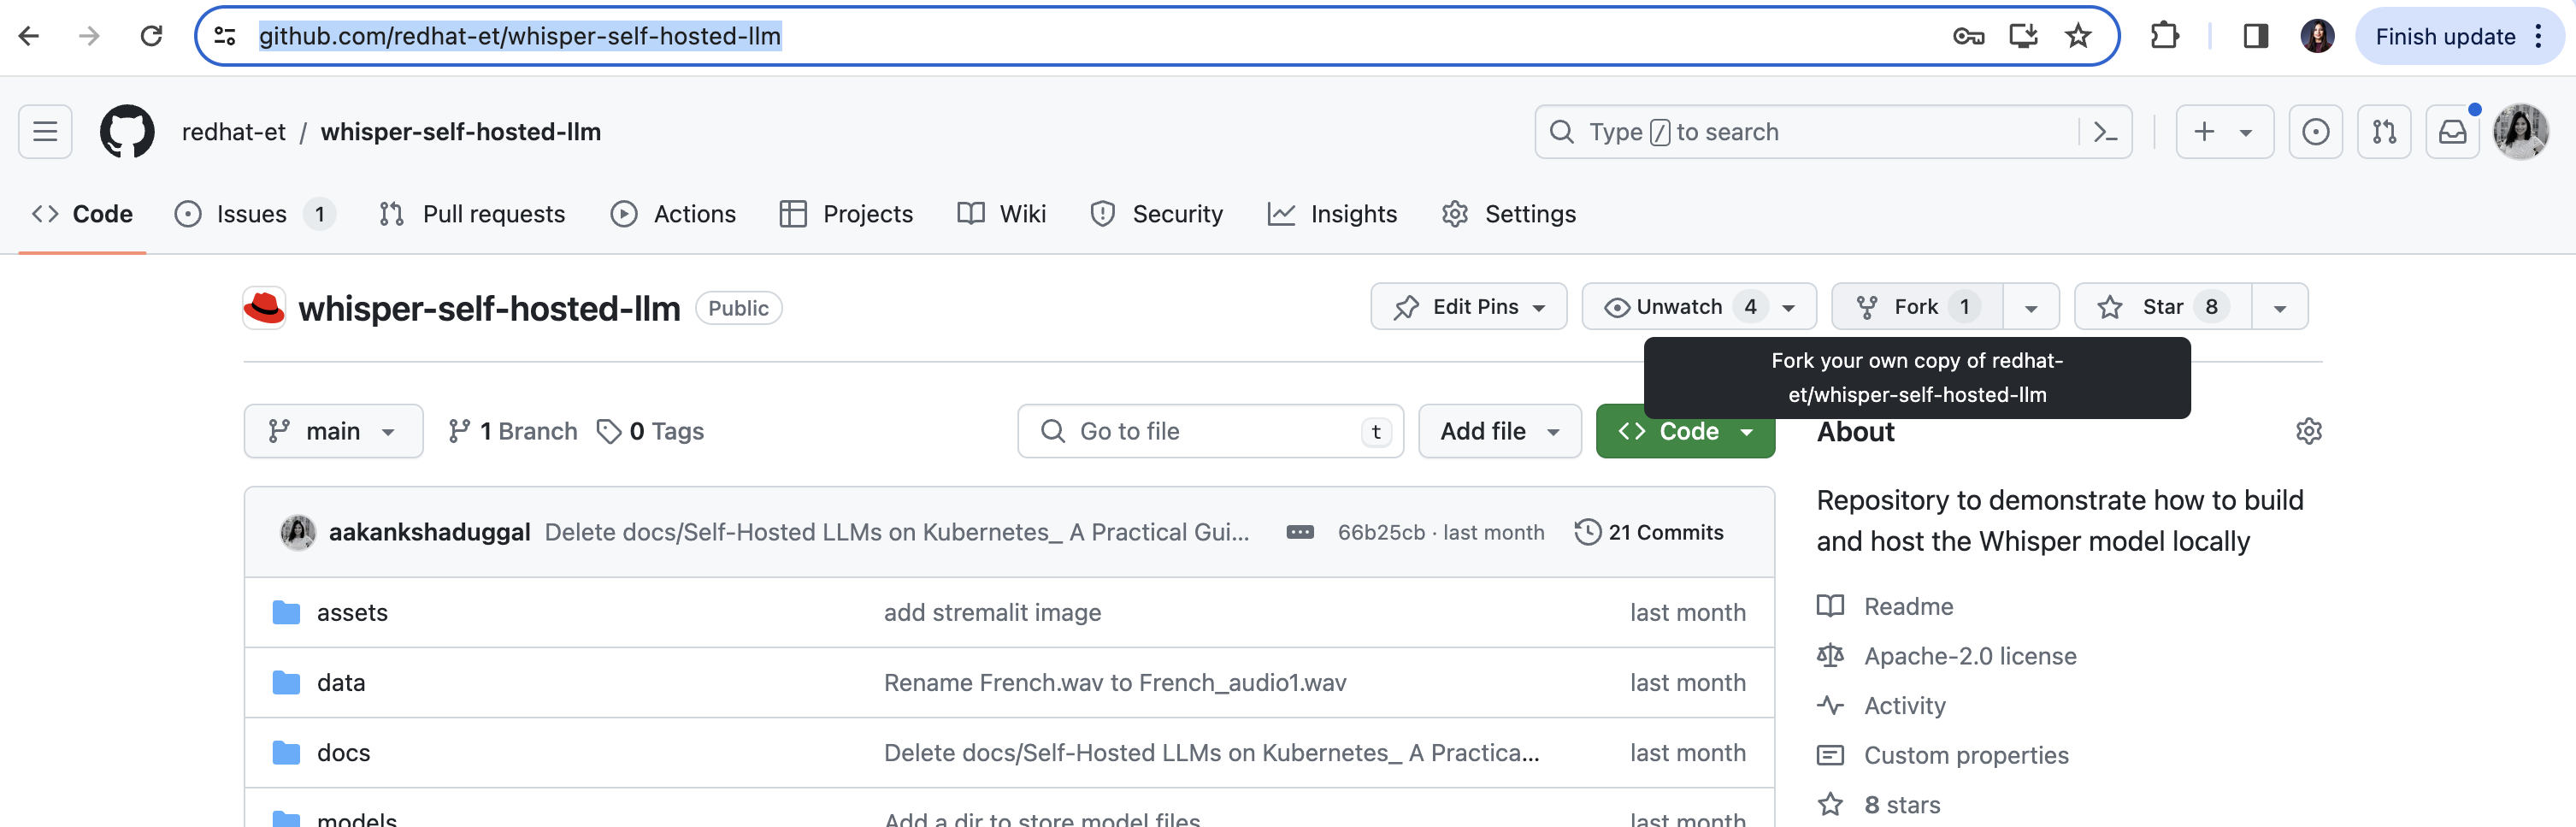 github.com/redhat-et/whisper-self-hosted-llm
Finish update
redhat-et / whisper-self-hosted-llm
Type / to search
Code
Issues 1
Pull requests
Actions
Projects
Wiki
Security
Insights
Settings
whisper-self-hosted-llm Public
Edit Pins
Unwatch 4
Fork 1
Star 8
Fork your own copy of redhat-
et/whisper-self-hosted-llm
main
1 Branch
0 Tags
Go to file t
Add file
Code
aakankshaduggal Delete docs/Self-Hosted LLMs on Kubernetes_ A Practical Gui... 66b25cb · last month 21 Commits
assets add stremalit image last month
data Rename French.wav to French_audio1.wav last month
docs Delete docs/Self-Hosted LLMs on Kubernetes_ A Practica... last month
models Add a dir to store model files last month
About
Repository to demonstrate how to build
and host the Whisper model locally
Readme
Apache-2.0 license
Activity
Custom properties
8 stars